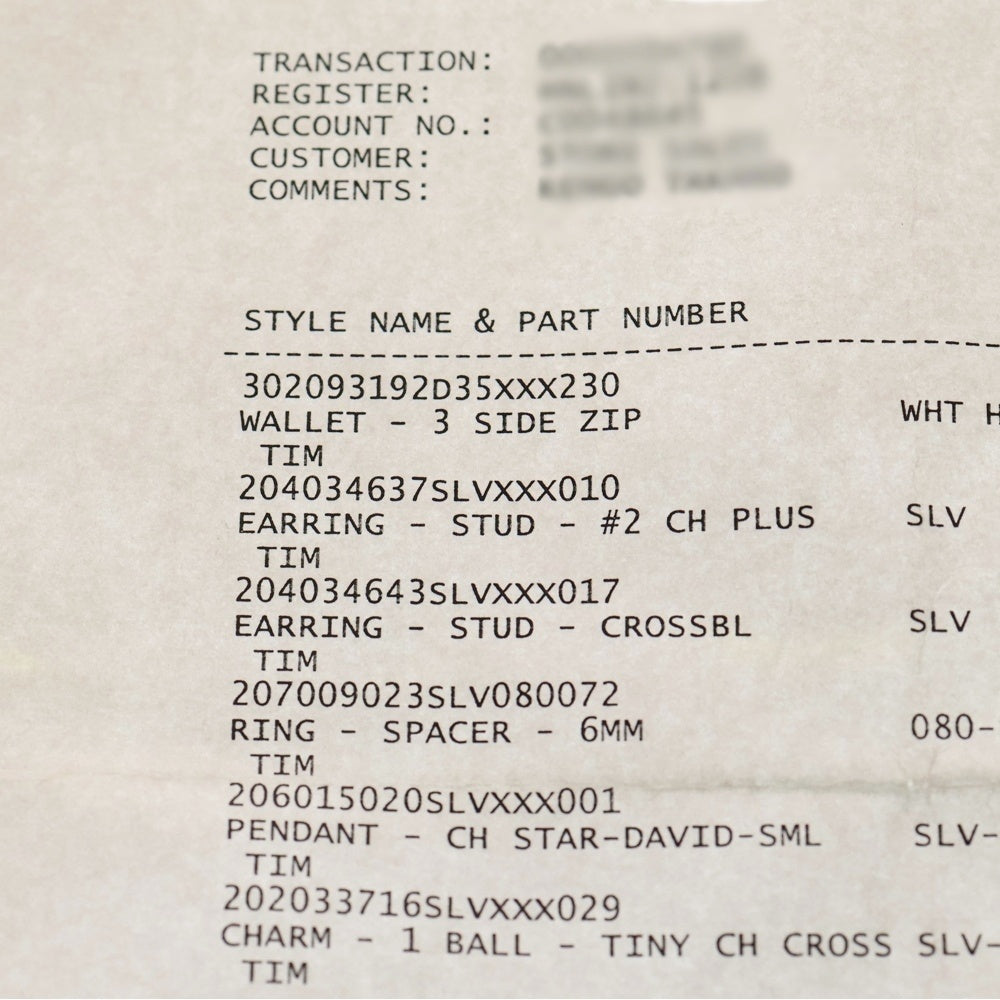 TRANSACTION:
REGISTER:
ACCOUNT NO.:
CUSTOMER:
COMMENTS:
STYLE NAME & PART NUMBER
302093192D35XXX230
WALLET - 3 SIDE ZIP WHT H
TIM
204034637SLVXXX010
EARRING - STUD - #2 CH PLUS SLV
TIM
204034643SLVXXX017
EARRING - STUD - CROSSBL SLV
TIM
207009023SLV080072
RING - SPACER - 6MM 080-
TIM
206015020SLVXXX001
PENDANT - CH STAR-DAVID-SML SLV-
TIM
202033716SLVXXX029
CHARM - 1 BALL - TINY CH CROSS SLV-
TIM